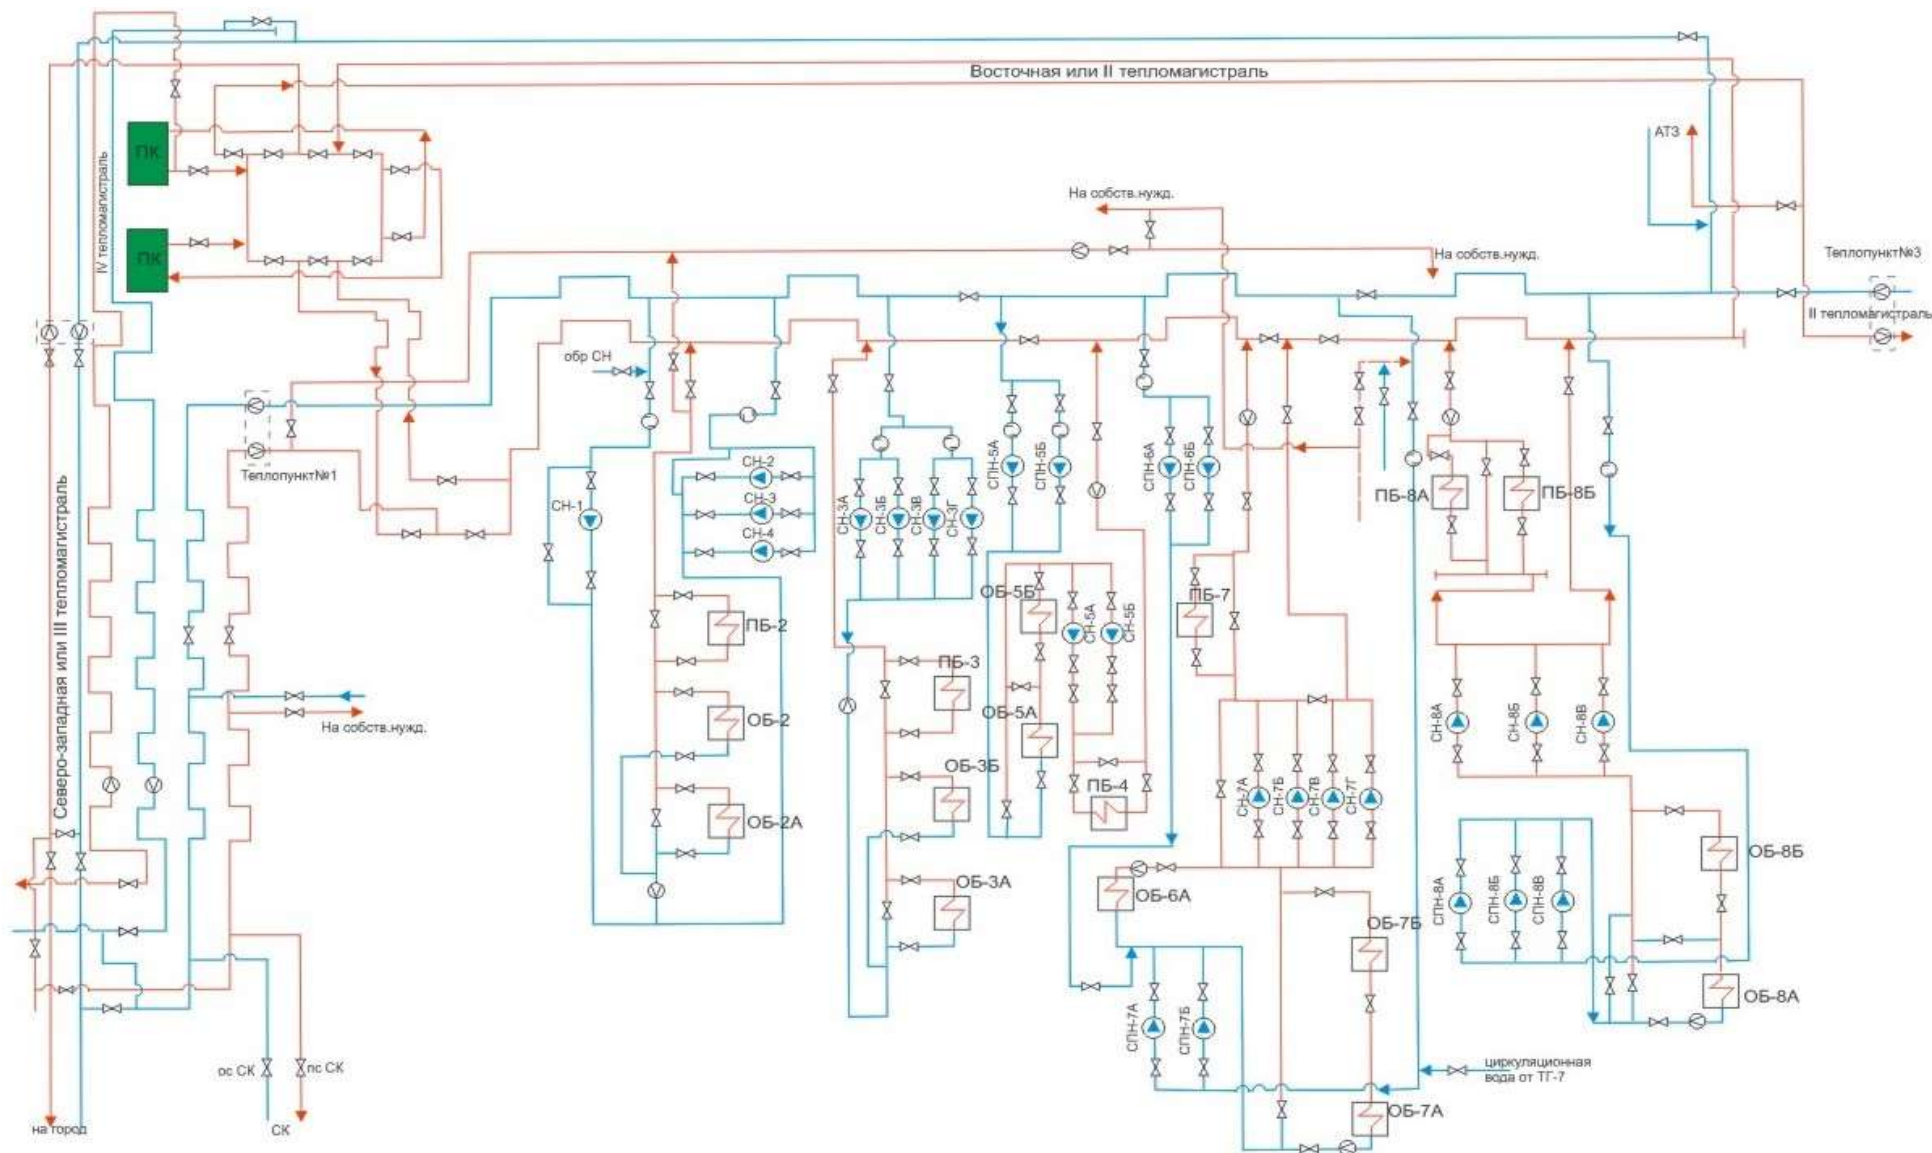 Восточная или II тепломагистраль
ПК
IV тепломагистраль
АТЗ
На собств.нужд.
ПК
На собств.нужд.
Теплопункт№3
II тепломагистраль
обр СН
Теплопункт№1
Северо-западная или III тепломагистраль
СН-1
СН-2
СН-3
СН-4
СН-3А
СН-3Б
СН-3В
СН-3Г
СПН-5А
СПН-5Б
СПН-6А
СПН-6Б
ПБ-8А
ПБ-8Б
ОБ-5Б
СН-5А
СН-5Б
ПБ-7
ПБ-2
ПБ-3
ОБ-2
ОБ-5А
На собств.нужд.
СН-8А
СН-8Б
СН-8В
ОБ-3Б
ПБ-4
СН-7А
СН-7Б
СН-7В
СН-7Г
ОБ-2А
ОБ-8Б
ОБ-3А
ОБ-6А
СПН-8А
СПН-8Б
СПН-8В
ОБ-7Б
ОБ-8А
СПН-7А
СПН-7Б
ос СК
пс СК
циркуляционная
вода от ТГ-7
ОБ-7А
на город
СК